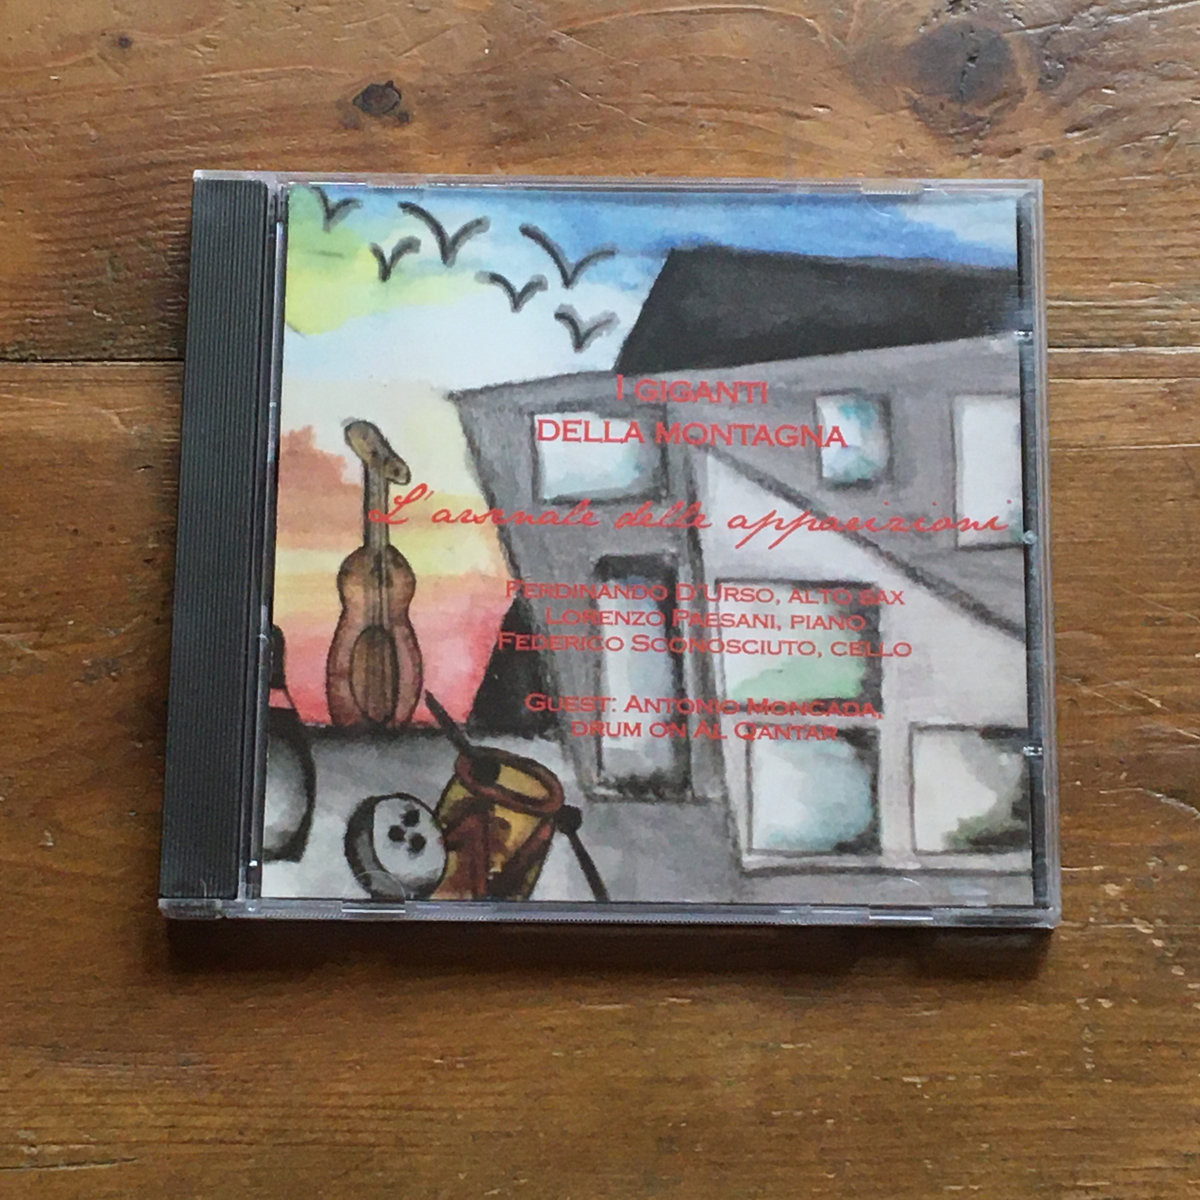 I GIGANTI
DELLA MONTAGNA
L'arsenale delle apparizioni
FERDINANDO D'URSO, ALTO SAX
LORENZO PAESANI, PIANO
FEDERICO SCONOSCIUTO, CELLO
GUEST: ANTONIO MONCADA,
DRUM ON AL QANTAR